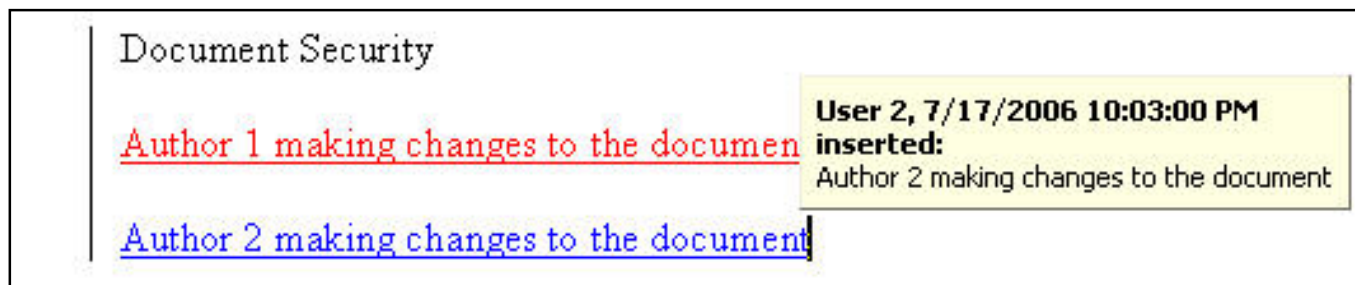 Document Security
Author 1 making changes to the documen
User 2, 7/17/2006 10:03:00 PM
inserted:
Author 2 making changes to the document
Author 2 making changes to the document